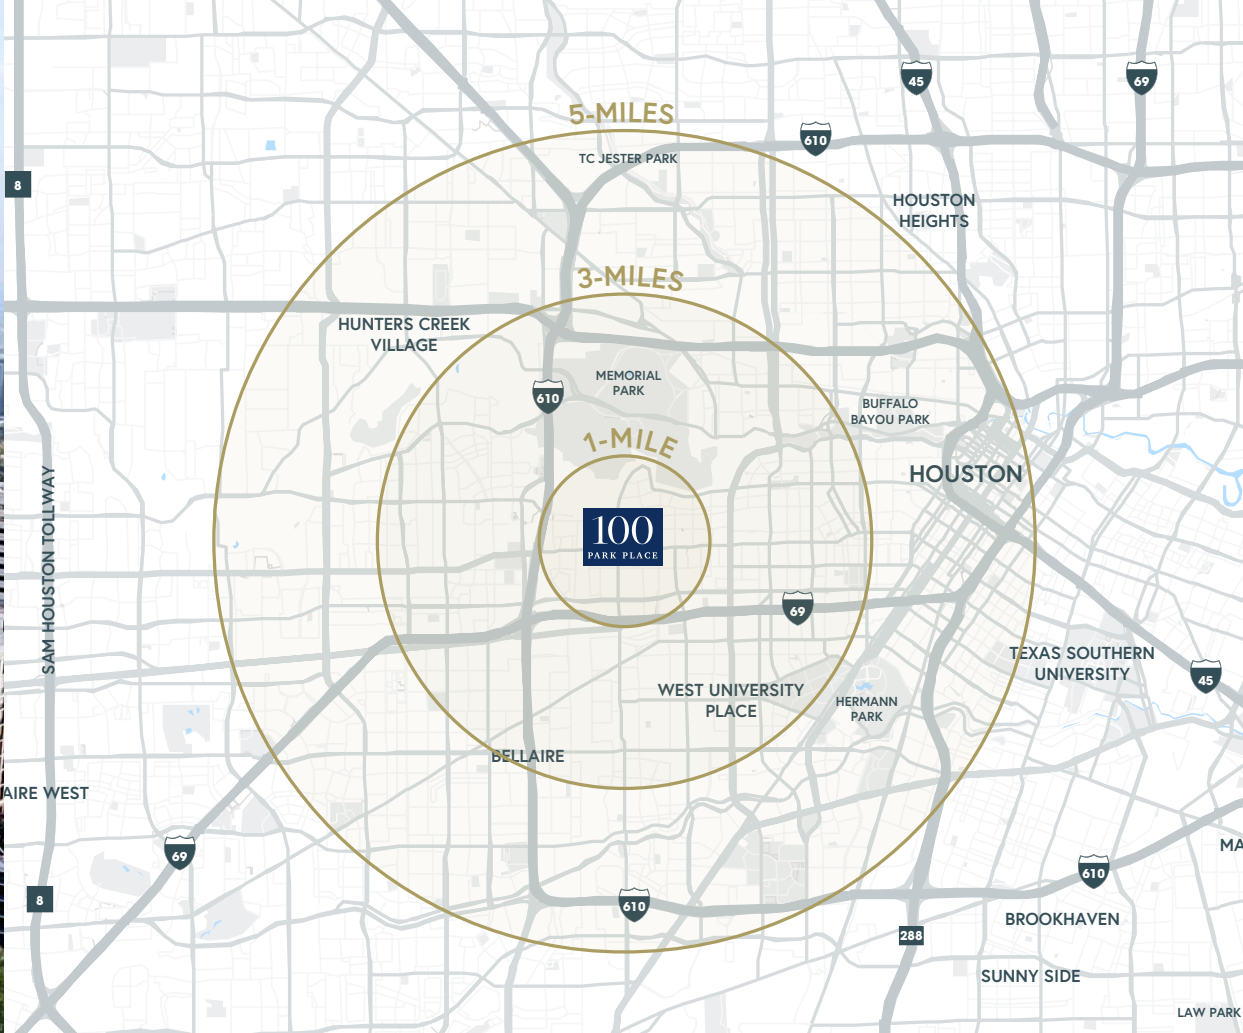 45
69
5-MILES
610
TC JESTER PARK
8
HOUSTON
HEIGHTS
3-MILES
HUNTERS CREEK
VILLAGE
MEMORIAL
PARK
610
BUFFALO
BAYOU PARK
1-MILE
HOUSTON
100
PARK PLACE
SAM HOUSTON TOLLWAY
69
TEXAS SOUTHERN
UNIVERSITY
45
WEST UNIVERSITY
PLACE
HERMANN
PARK
BELLAIRE
AIRE WEST
69
MA
610
8
610
BROOKHAVEN
288
SUNNY SIDE
LAW PARK